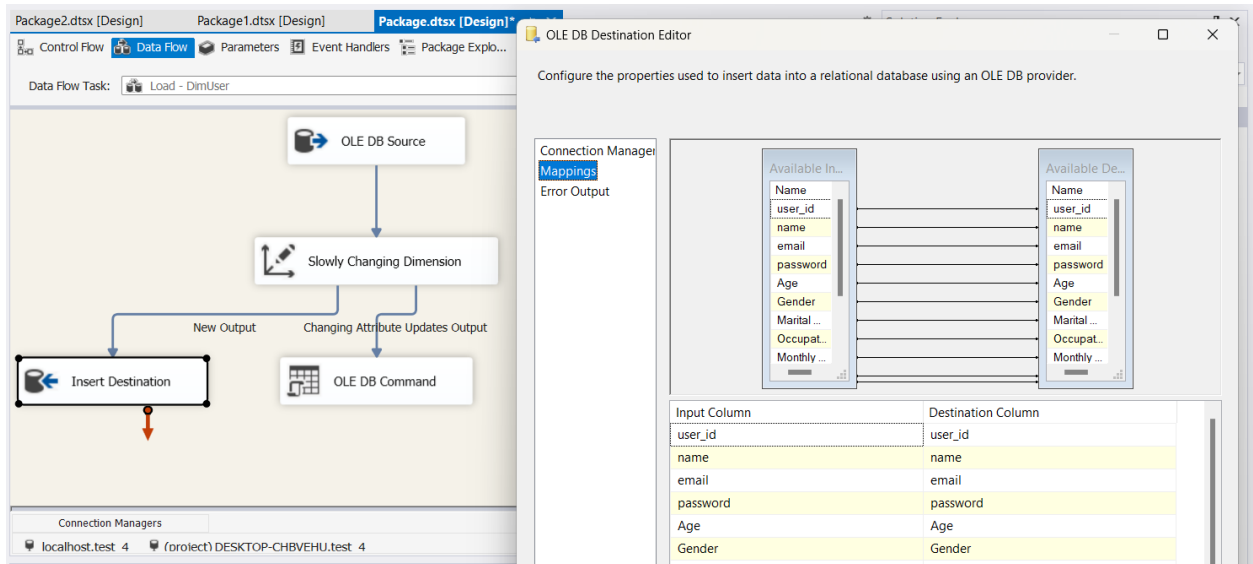 Package2.dtsx [Design] Package1.dtsx [Design] Package.dtsx [Design]*
Control Flow Data Flow Parameters Event Handlers Package Explo...
Data Flow Task: Load - DimUser
OLE DB Source
Slowly Changing Dimension
New Output Changing Attribute Updates Output
Insert Destination OLE DB Command
Connection Managers
localhost.test_4 (project) DESKTOP-CHBVEHU.test_4
OLE DB Destination Editor
Configure the properties used to insert data into a relational database using an OLE DB provider.
Connection Manager
Mappings
Error Output
Available In... Available De...
Name Name
user_id user_id
name name
email email
password password
Age Age
Gender Gender
Marital ... Marital ...
Occupat... Occupat...
Monthly ... Monthly ...
Input Column Destination Column
user_id user_id
name name
email email
password password
Age Age
Gender Gender